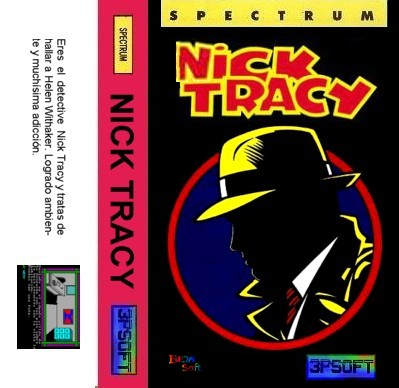 Eres el detective Nick Tracy y tratas de
hallar a Helen Withaker. Logrado ambien-
te y muchísima adicción.
SPECTRUM
NICK TRACY
3PSOFT
SPECTRUM
NICK
TRACY
Soft
3PSOFT